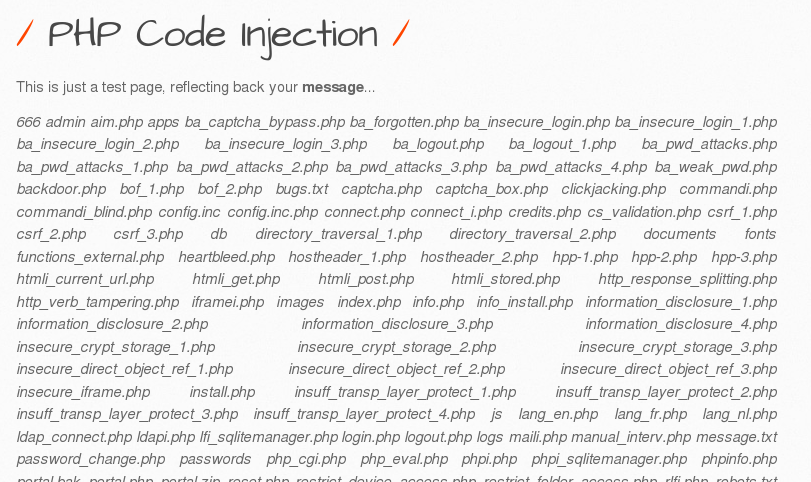 / PHP Code Injection /
This is just a test page, reflecting back your message...
666 admin aim.php apps ba_captcha_bypass.php ba_forgotten.php ba_insecure_login.php ba_insecure_login_1.php
ba_insecure_login_2.php ba_insecure_login_3.php ba_logout.php ba_logout_1.php ba_pwd_attacks.php
ba_pwd_attacks_1.php ba_pwd_attacks_2.php ba_pwd_attacks_3.php ba_pwd_attacks_4.php ba_weak_pwd.php
backdoor.php bof_1.php bof_2.php bugs.txt captcha.php captcha_box.php clickjacking.php commandi.php
commandi_blind.php config.inc config.inc.php connect.php connect_i.php credits.php cs_validation.php csrf_1.php
csrf_2.php csrf_3.php db directory_traversal_1.php directory_traversal_2.php documents fonts
functions_external.php heartbleed.php hostheader_1.php hostheader_2.php hpp-1.php hpp-2.php hpp-3.php
htmli_current_url.php htmli_get.php htmli_post.php htmli_stored.php http_response_splitting.php
http_verb_tampering.php iframei.php images index.php info.php info_install.php information_disclosure_1.php
information_disclosure_2.php information_disclosure_3.php information_disclosure_4.php
insecure_crypt_storage_1.php insecure_crypt_storage_2.php insecure_crypt_storage_3.php
insecure_direct_object_ref_1.php insecure_direct_object_ref_2.php insecure_direct_object_ref_3.php
insecure_iframe.php install.php insuff_transp_layer_protect_1.php insuff_transp_layer_protect_2.php
insuff_transp_layer_protect_3.php insuff_transp_layer_protect_4.php js lang_en.php lang_fr.php lang_nl.php
ldap_connect.php ldapi.php lfi_sqlitemanager.php login.php logout.php logs maili.php manual_interv.php message.txt
password_change.php passwords php_cgi.php php_eval.php phpi.php phpi_sqlitemanager.php phpinfo.php
portal.bak portal.php portal.zip reset.php restrict_device_access.php restrict_folder_access.php rlfi.php robots.txt